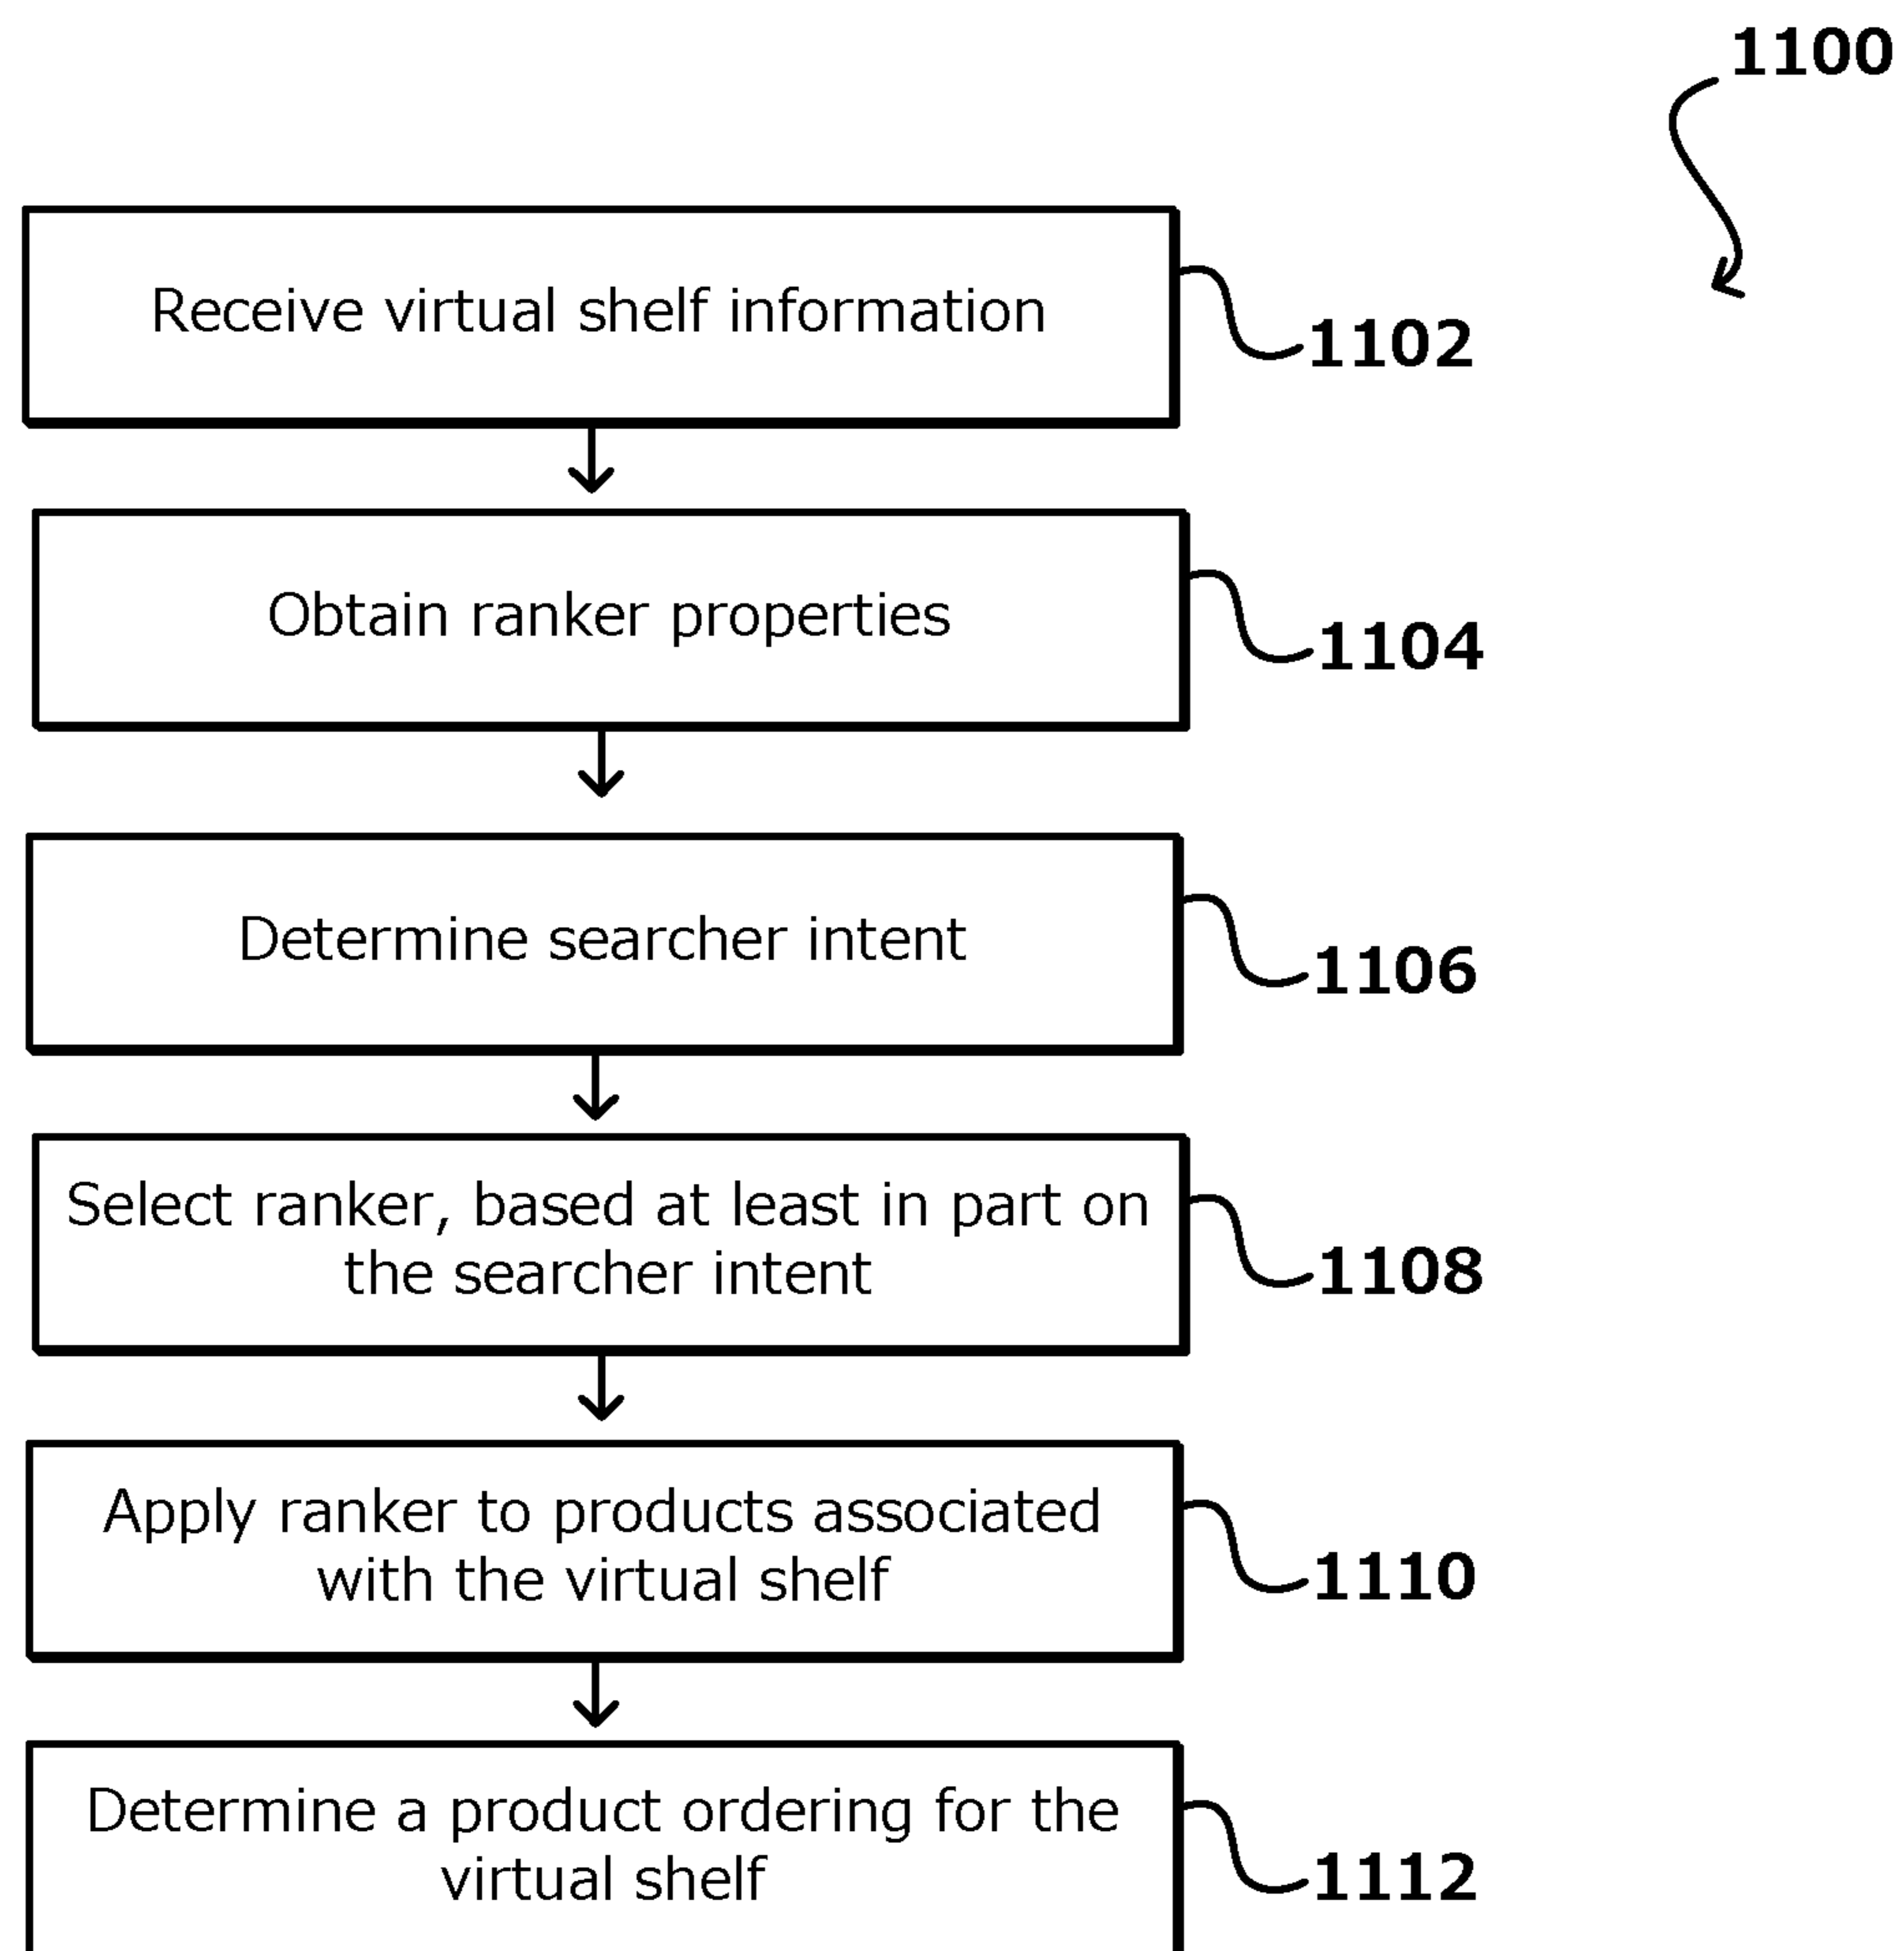 1100
Receive virtual shelf information
1102
Obtain ranker properties
1104
Determine searcher intent
1106
Select ranker, based at least in part on
the searcher intent
1108
Apply ranker to products associated
with the virtual shelf
1110
Determine a product ordering for the
virtual shelf
1112